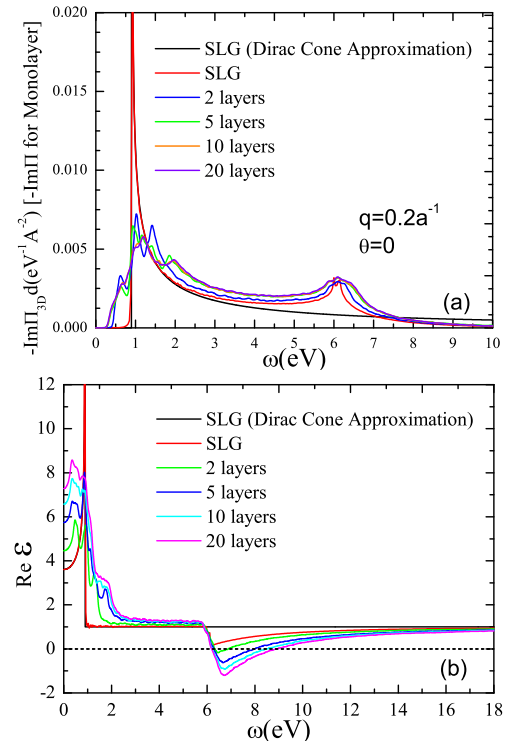 0.020
0.015
0.010
0.005
0.000
-ImΠ3Dd(eV⁻¹A⁻²) [-ImΠ for Monolayer]
SLG (Dirac Cone Approximation)
SLG
2 layers
5 layers
10 layers
20 layers
q=0.2a⁻¹
θ=0
(a)
0 1 2 3 4 5 6 7 8 9 10
ω(eV)
12
10
8
6
4
2
0
-2
Re ε
SLG (Dirac Cone Approximation)
SLG
2 layers
5 layers
10 layers
20 layers
(b)
0 2 4 6 8 10 12 14 16 18
ω(eV)